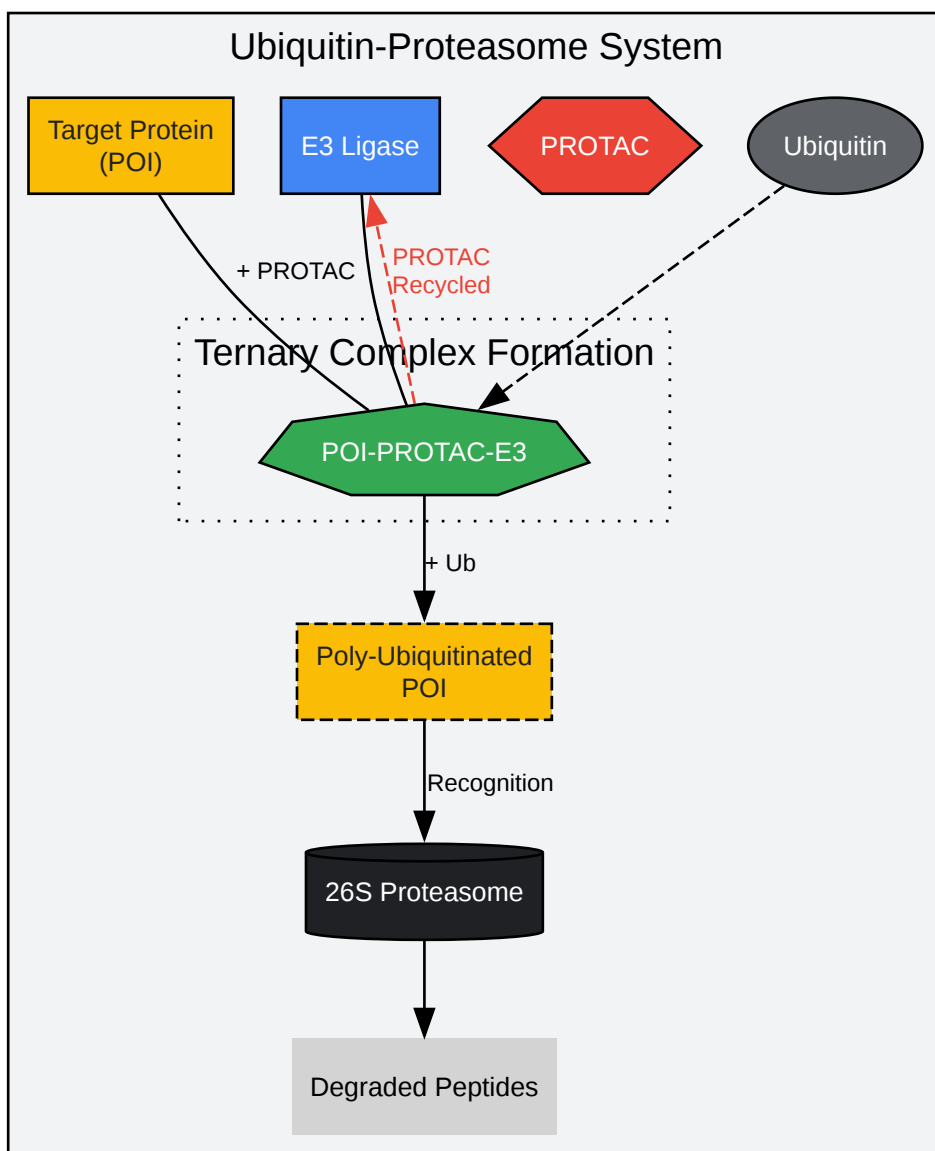 Ubiquitin-Proteasome System
Target Protein
(POI)
E3 Ligase
PROTAC
Ubiquitin
+ PROTAC
PROTAC
Recycled
Ternary Complex Formation
POI-PROTAC-E3
+ Ub
Poly-Ubiquitinated
POI
Recognition
26S Proteasome
Degraded Peptides